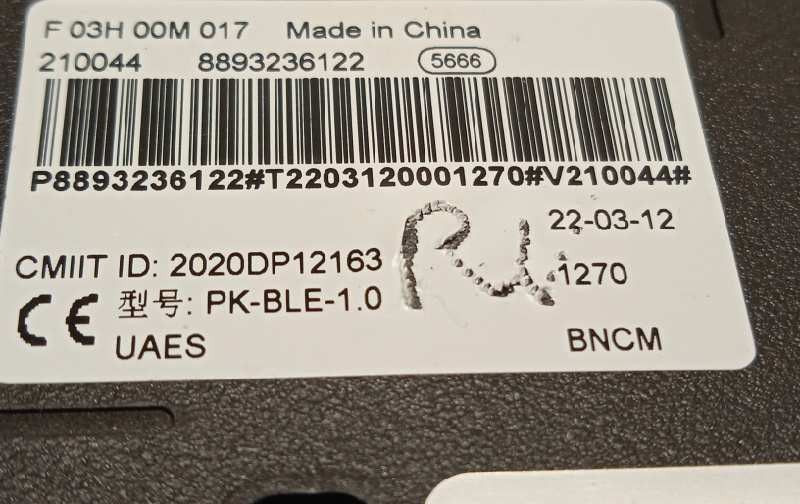 F 03H 00M 017 Made in China
210044 8893236122 5666
P8893236122#T2203120001270#V210044#
22-03-12
CMIIT ID: 2020DP12163
1270
CE 型号: PK-BLE-1.0
UAES BNCM